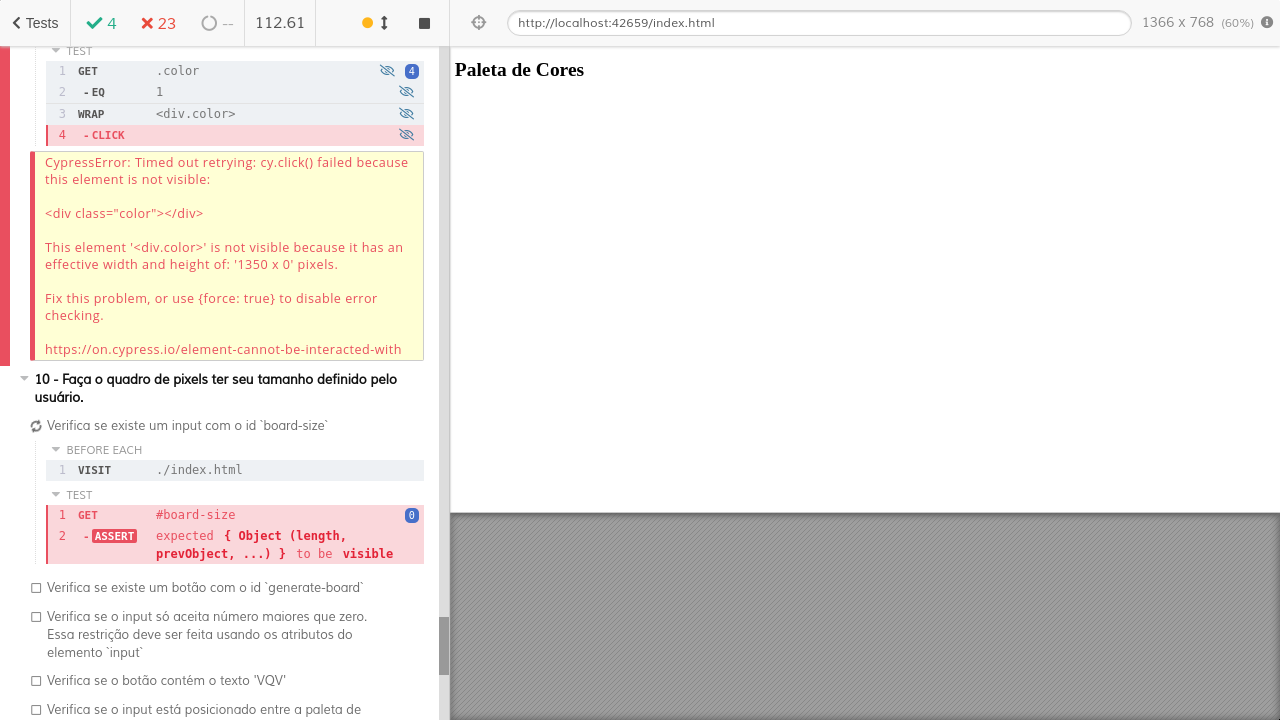 Tests 4 23 -- 112.61 http://localhost:42659/index.html 1366 x 768 (60%)
TEST
1 GET .color 4
2 -EQ 1
3 WRAP <div.color>
4 -CLICK
CypressError: Timed out retrying: cy.click() failed because
this element is not visible:
<div class="color"></div>
This element '<div.color>' is not visible because it has an
effective width and height of: '1350 x 0' pixels.
Fix this problem, or use {force: true} to disable error
checking.
https://on.cypress.io/element-cannot-be-interacted-with
10 - Faça o quadro de pixels ter seu tamanho definido pelo
usuário.
Verifica se existe um input com o id `board-size`
BEFORE EACH
1 VISIT ./index.html
TEST
1 GET #board-size 0
2 -ASSERT expected { Object (length,
prevObject, ...) } to be visible
Verifica se existe um botão com o id `generate-board`
Verifica se o input só aceita número maiores que zero.
Essa restrição deve ser feita usando os atributos do
elemento `input`
Verifica se o botão contém o texto 'VQV'
Verifica se o input está posicionado entre a paleta de
Paleta de Cores